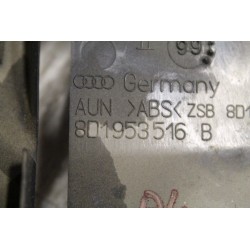 99
Germany
AUN >ABS< ZSB 8D1
8D1953516 B